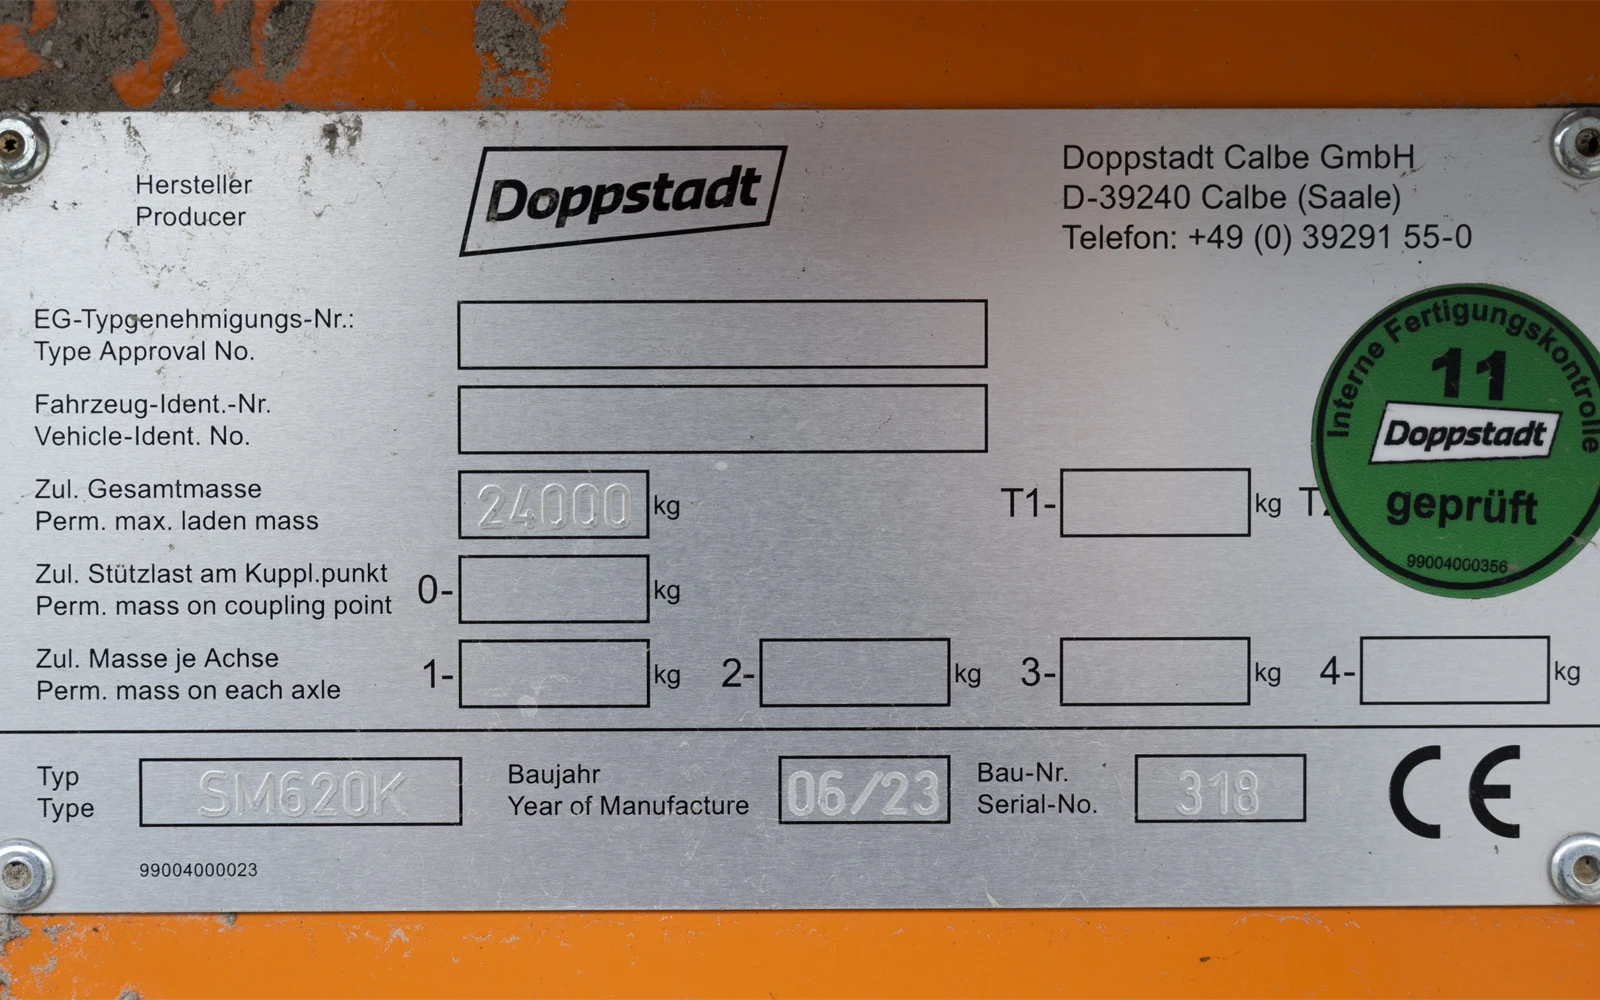 Hersteller
Producer
Doppstadt
Doppstadt Calbe GmbH
D-39240 Calbe (Saale)
Telefon: +49 (0) 39291 55-0
EG-Typgenehmigungs-Nr.:
Type Approval No.
Fahrzeug-Ident.-Nr.
Vehicle-Ident. No.
Zul. Gesamtmasse
Perm. max. laden mass
24000 kg
T1- kg
Interne Fertigungskontrolle
11
Doppstadt
geprüft
99004000356
Zul. Stützlast am Kuppl.punkt
Perm. mass on coupling point
0- kg
Zul. Masse je Achse
Perm. mass on each axle
1- kg 2- kg 3- kg 4- kg
Typ
Type
SM620K
Baujahr
Year of Manufacture
06/23
Bau-Nr.
Serial-No.
318
CE
99004000023